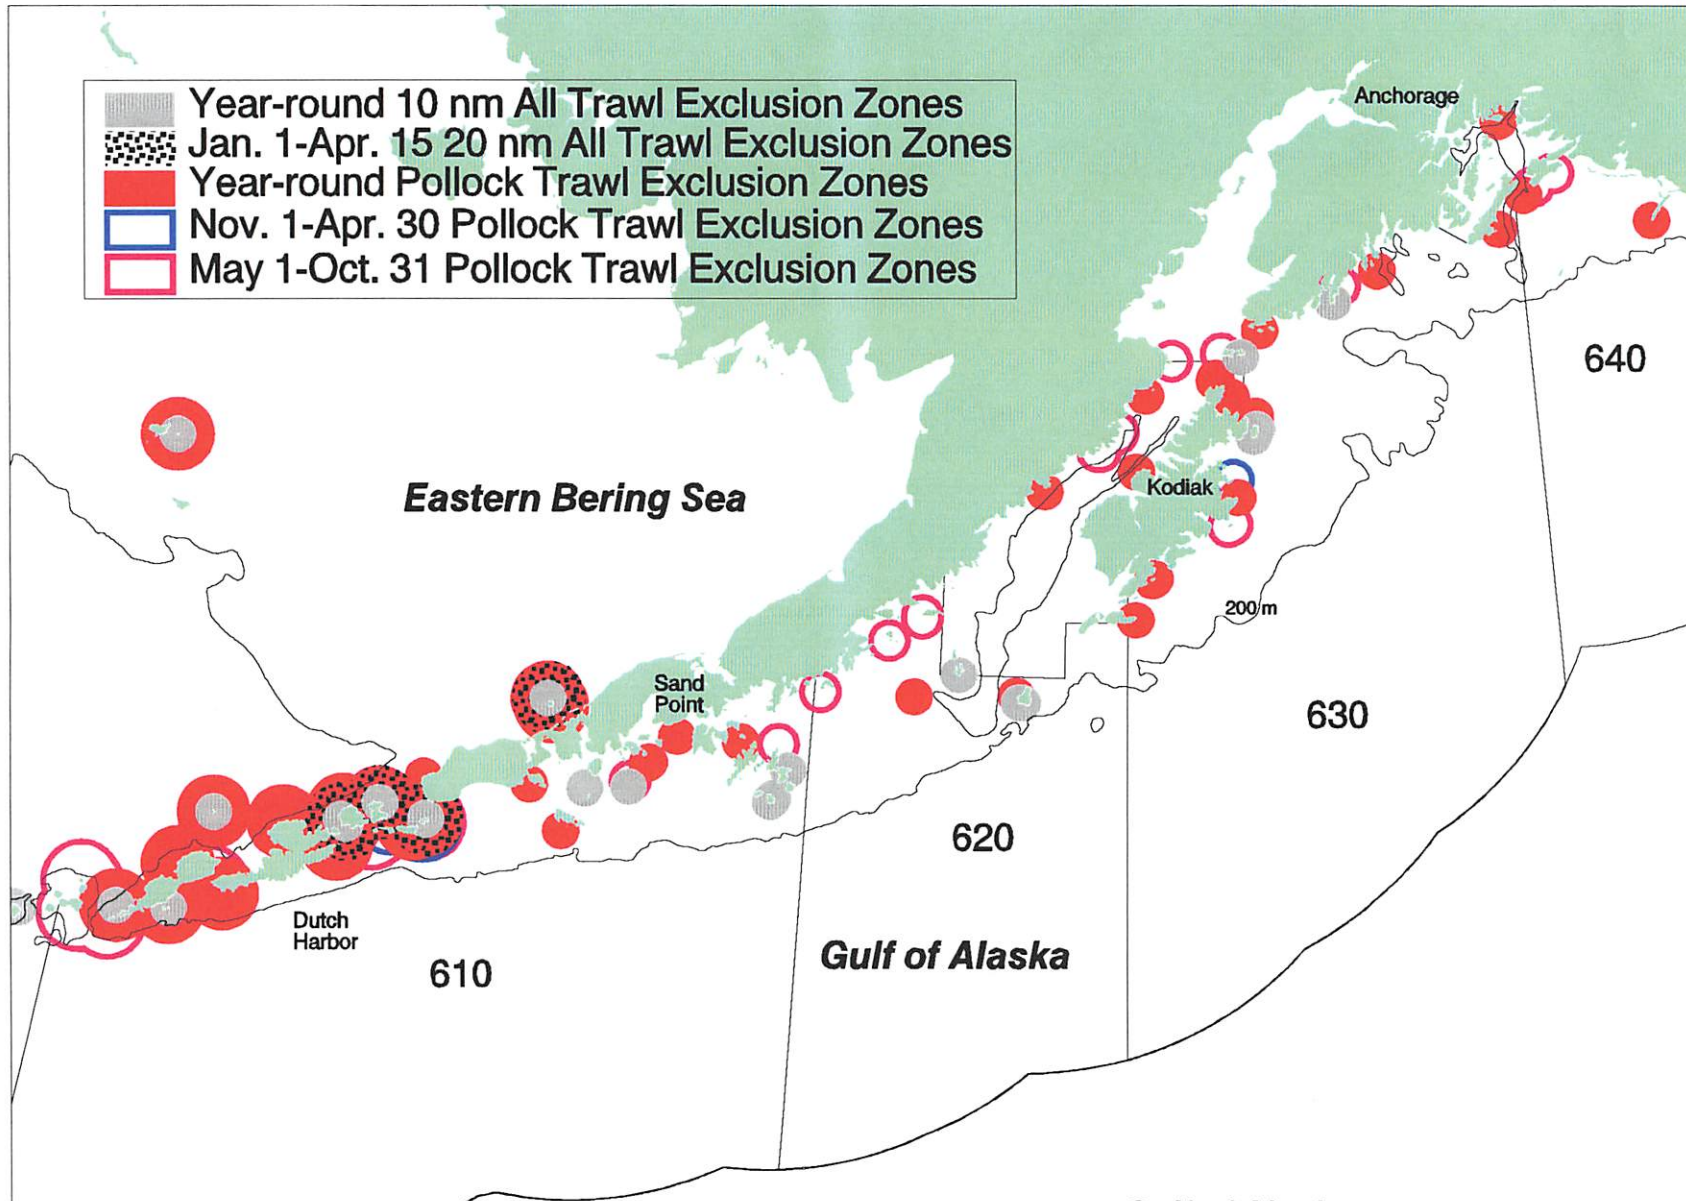 Year-round 10 nm All Trawl Exclusion Zones
Jan. 1-Apr. 15 20 nm All Trawl Exclusion Zones
Year-round Pollock Trawl Exclusion Zones
Nov. 1-Apr. 30 Pollock Trawl Exclusion Zones
May 1-Oct. 31 Pollock Trawl Exclusion Zones
Anchorage
640
Eastern Bering Sea
Kodiak
200 m
Sand
Point
630
620
Dutch
Harbor
Gulf of Alaska
610